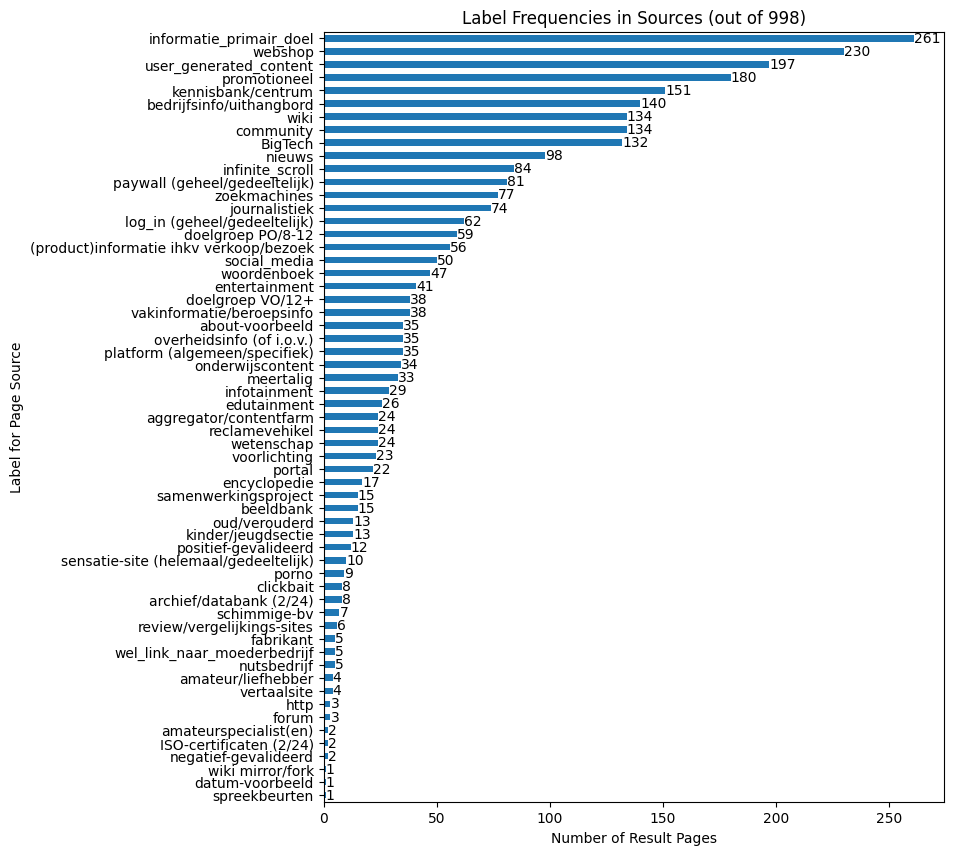 Label Frequencies in Sources (out of 998)
informatie_primair_doel 261
webshop 230
user_generated_content 197
promotioneel 180
kennisbank/centrum 151
bedrijfsinfo/uithangbord 140
wiki 134
community 134
BigTech 132
nieuws 98
infinite_scroll 84
paywall (geheel/gedeeltelijk) 81
zoekmachines 77
journalistiek 74
log_in (geheel/gedeeltelijk) 62
doelgroep PO/8-12 59
(product)informatie ihkv verkoop/bezoek 56
social_media 50
woordenboek 47
entertainment 41
doelgroep VO/12+ 38
vakinformatie/beroepsinfo 38
about-voorbeeld 35
overheidsinfo (of i.o.v.) 35
platform (algemeen/specifiek) 35
onderwijscontent 34
meertalig 33
infotainment 29
edutainment 26
aggregator/contentfarm 24
reclamevehikel 24
wetenschap 24
voorlichting 23
portal 22
encyclopedie 17
samenwerkingsproject 15
beeldbank 15
oud/verouderd 13
kinder/jeugdsectie 13
positief-gevalideerd 12
sensatie-site (helemaal/gedeeltelijk) 10
porno 9
clickbait 8
archief/databank (2/24) 8
schimmige-bv 7
review/vergelijkings-sites 6
fabrikant 5
wel_link_naar_moederbedrijf 5
nutsbedrijf 5
amateur/liefhebber 4
vertaalsite 4
http 3
forum 3
amateurspecialist(en) 2
ISO-certificaten (2/24) 2
negatief-gevalideerd 2
wiki mirror/fork 1
datum-voorbeeld 1
spreekbeurten 1
Label for Page Source
0 50 100 150 200 250
Number of Result Pages